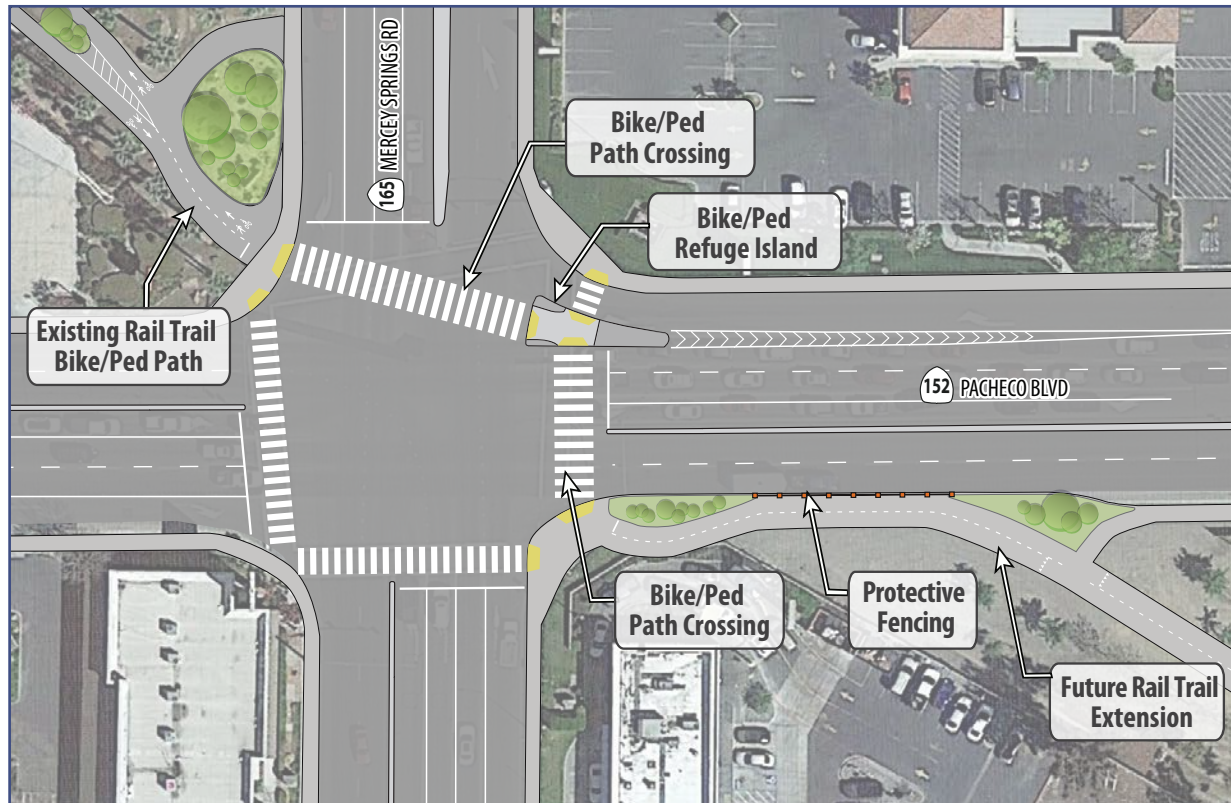 165 MERCEY SPRINGS RD
Bike/Ped
Path Crossing
Bike/Ped
Refuge Island
Existing Rail Trail
Bike/Ped Path
152 PACHECO BLVD
Bike/Ped
Path Crossing
Protective
Fencing
Future Rail Trail
Extension